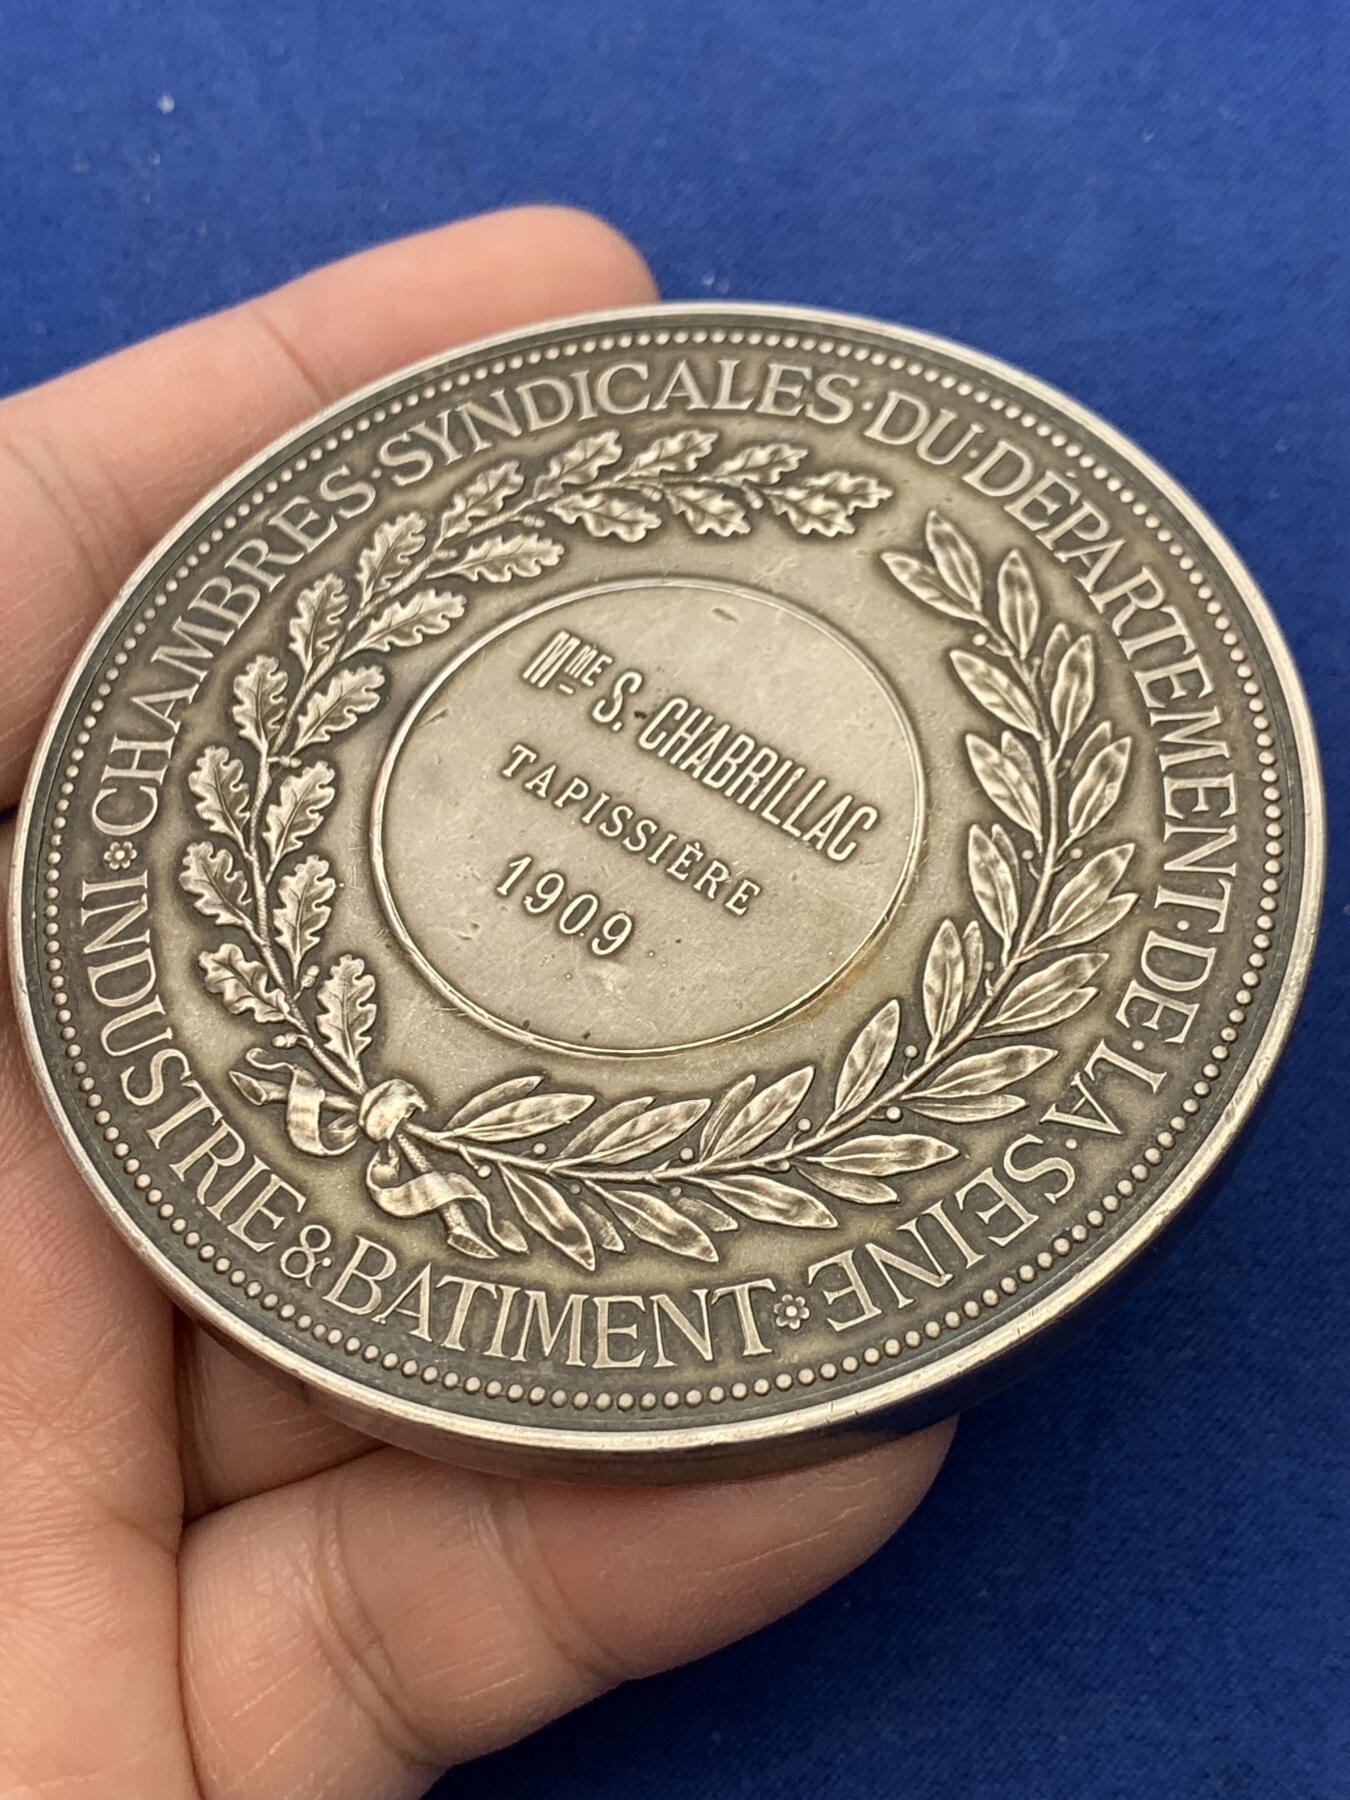 CHAMBRES·SYNDICALES·DU·DÉPARTEMENT·DE·LA·SEINE
INDUSTRIE & BATIMENT
MME S. CHABRILLAC
TAPISSIÈRE
1909